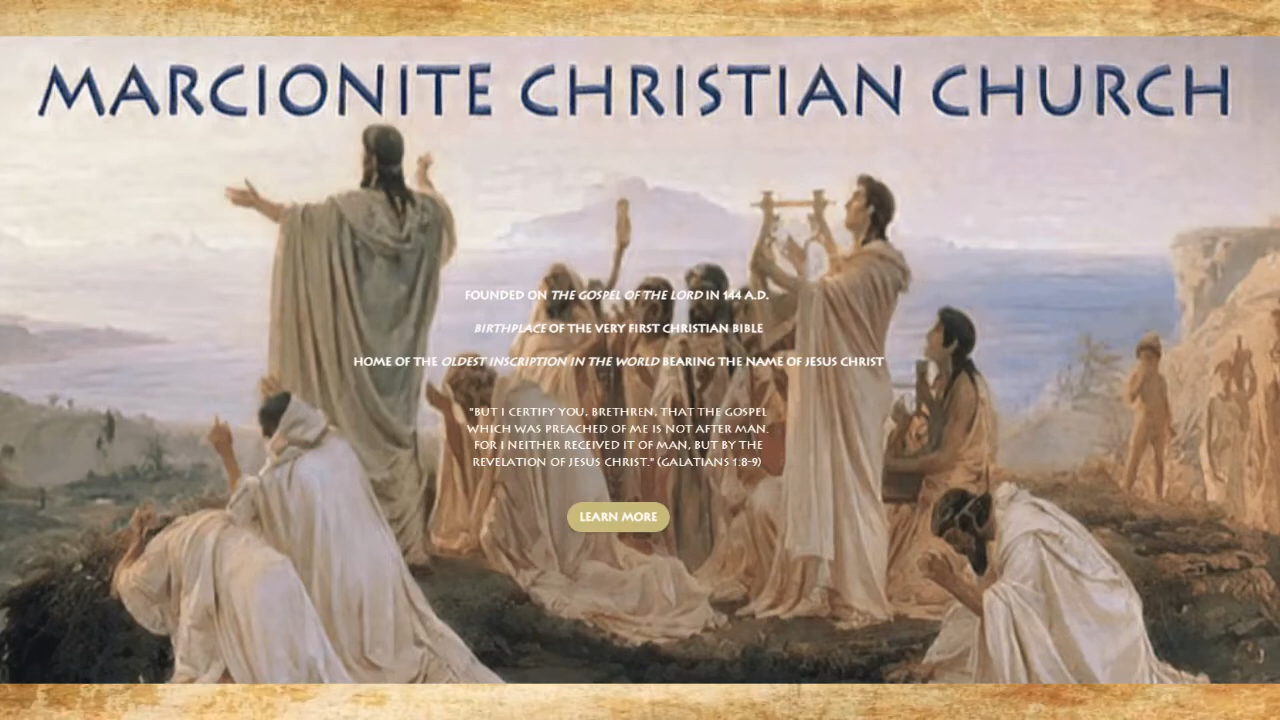 MARCIONITE CHRISTIAN CHURCH
FOUNDED ON THE GOSPEL OF THE LORD IN 144 A.D.
BIRTHPLACE OF THE VERY FIRST CHRISTIAN BIBLE
HOME OF THE OLDEST INSCRIPTION IN THE WORLD BEARING THE NAME OF JESUS CHRIST
"BUT I CERTIFY YOU, BRETHREN, THAT THE GOSPEL
WHICH WAS PREACHED OF ME IS NOT AFTER MAN.
FOR I NEITHER RECEIVED IT OF MAN, BUT BY THE
REVELATION OF JESUS CHRIST." (GALATIANS 1:8-9)
LEARN MORE